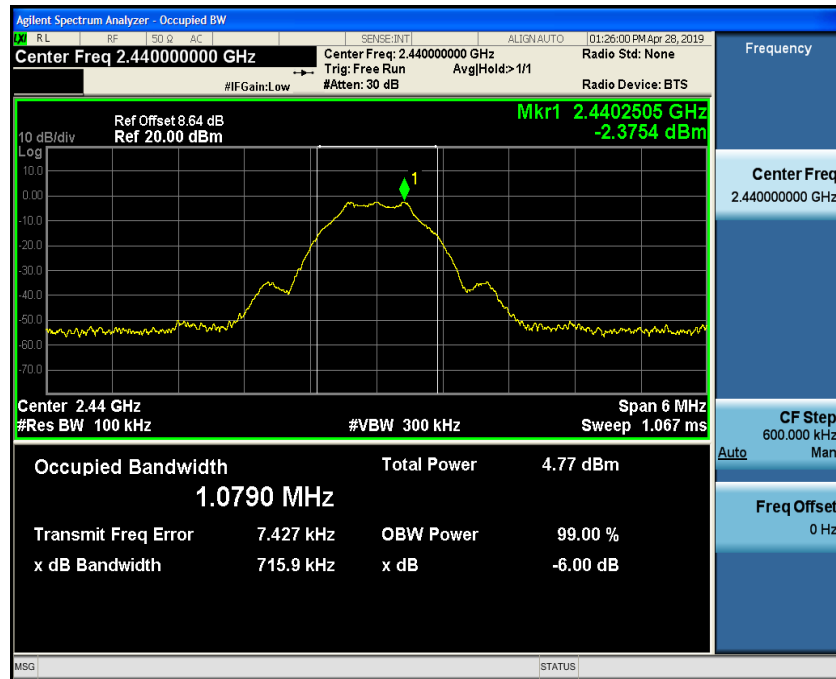 Agilent Spectrum Analyzer - Occupied BW
LXI RL RF 50 Ω AC SENSE:INT ALIGN AUTO 01:26:00 PM Apr 28, 2019
Center Freq 2.440000000 GHz
Center Freq: 2.440000000 GHz
Radio Std: None
Trig: Free Run Avg|Hold:>1/1
#IFGain:Low
#Atten: 30 dB
Radio Device: BTS
Frequency
Mkr1 2.4402505 GHz
-2.3754 dBm
Ref Offset 8.64 dB
10 dB/div Ref 20.00 dBm
Log
10.0
0.00
-10.0
-20.0
-30.0
-40.0
-50.0
-60.0
-70.0
1
Center 2.44 GHz Span 6 MHz
#Res BW 100 kHz #VBW 300 kHz Sweep 1.067 ms
Occupied Bandwidth Total Power 4.77 dBm
1.0790 MHz
Transmit Freq Error 7.427 kHz OBW Power 99.00 %
x dB Bandwidth 715.9 kHz x dB -6.00 dB
Center Freq
2.440000000 GHz
CF Step
600.000 kHz
Auto Man
Freq Offset
0 Hz
MSG STATUS